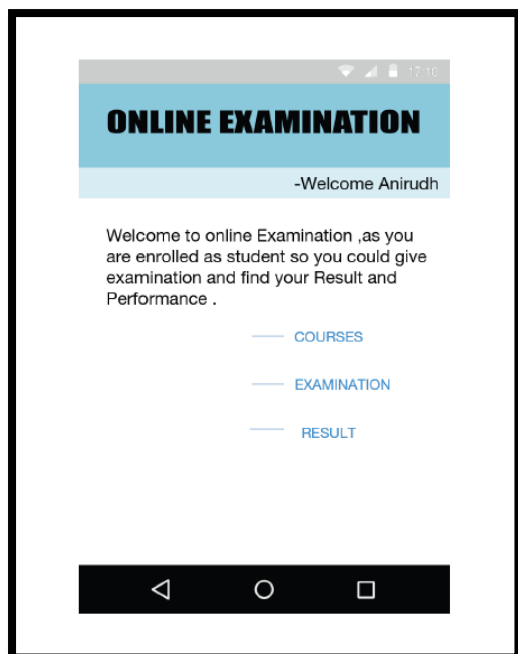 17:10
ONLINE EXAMINATION
-Welcome Anirudh
Welcome to online Examination ,as you
are enrolled as student so you could give
examination and find your Result and
Performance .
COURSES
EXAMINATION
RESULT